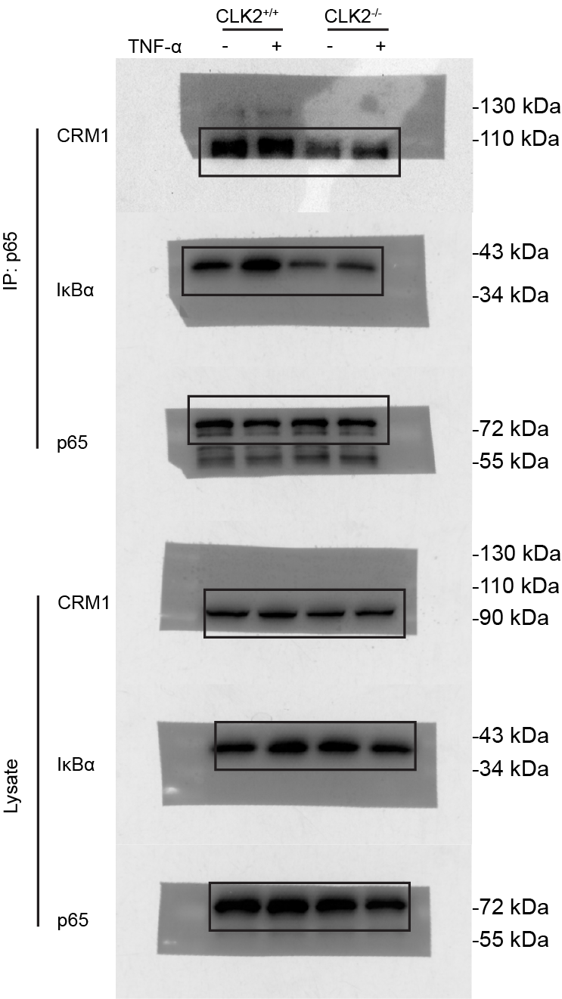 CLK2+/+ CLK2-/-
TNF-α - + - +
-130 kDa
CRM1 -110 kDa
IP: p65
-43 kDa
IκBα -34 kDa
-72 kDa
p65 -55 kDa
-130 kDa
-110 kDa
CRM1 -90 kDa
Lysate
-43 kDa
IκBα -34 kDa
-72 kDa
p65 -55 kDa